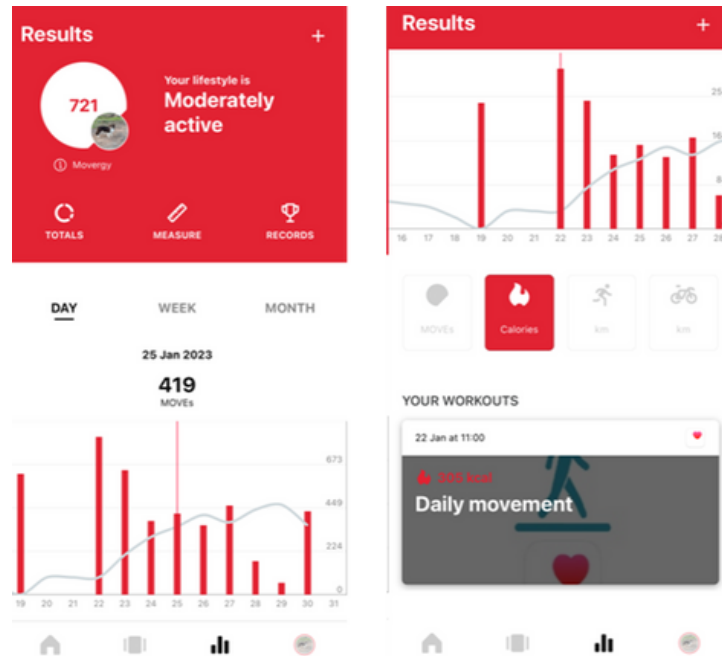 Results
+
721
Your lifestyle is
Moderately
active
Movergy
TOTALS
MEASURE
RECORDS
DAY
WEEK
MONTH
25 Jan 2023
419
MOVEs
673
449
224
0
19 20 21 22 23 24 25 26 27 28 29 30 31
Results
+
25
16
8
16 17 18 19 20 21 22 23 24 25 26 27 28
MOVEs
Calories
km
km
YOUR WORKOUTS
22 Jan at 11:00
305 kcal
Daily movement